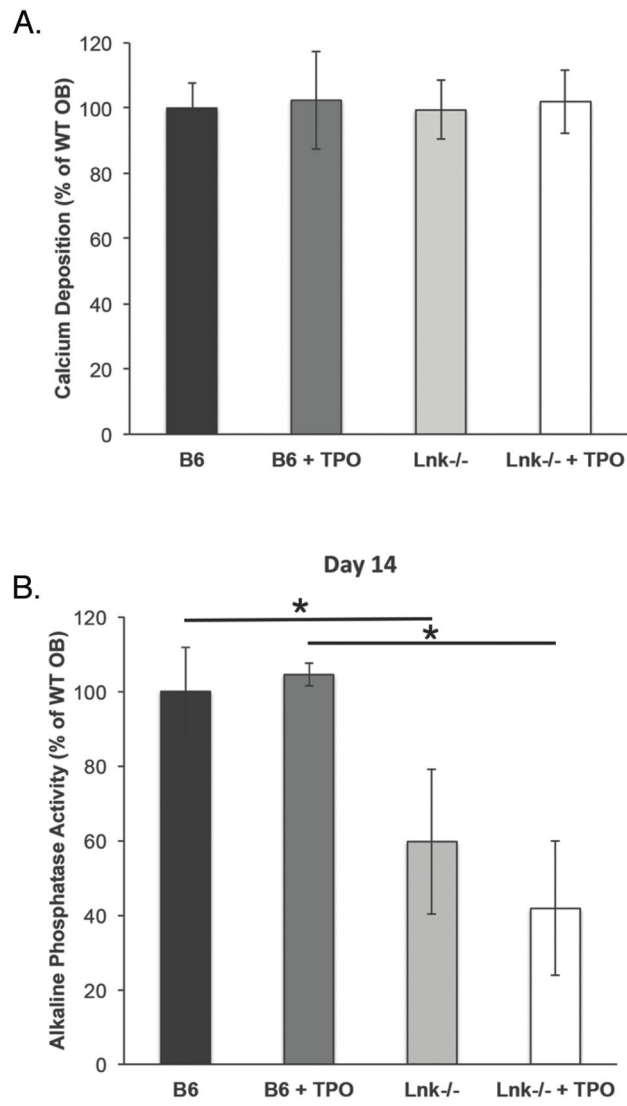 A.
Calcium Deposition (% of WT OB)
120
100
80
60
40
20
0
B6
B6 + TPO
Lnk-/-
Lnk-/- + TPO
Day 14
B.
Alkaline Phosphatase Activity (% of WT OB)
120
100
80
60
40
20
0
*
*
B6
B6 + TPO
Lnk-/-
Lnk-/- + TPO